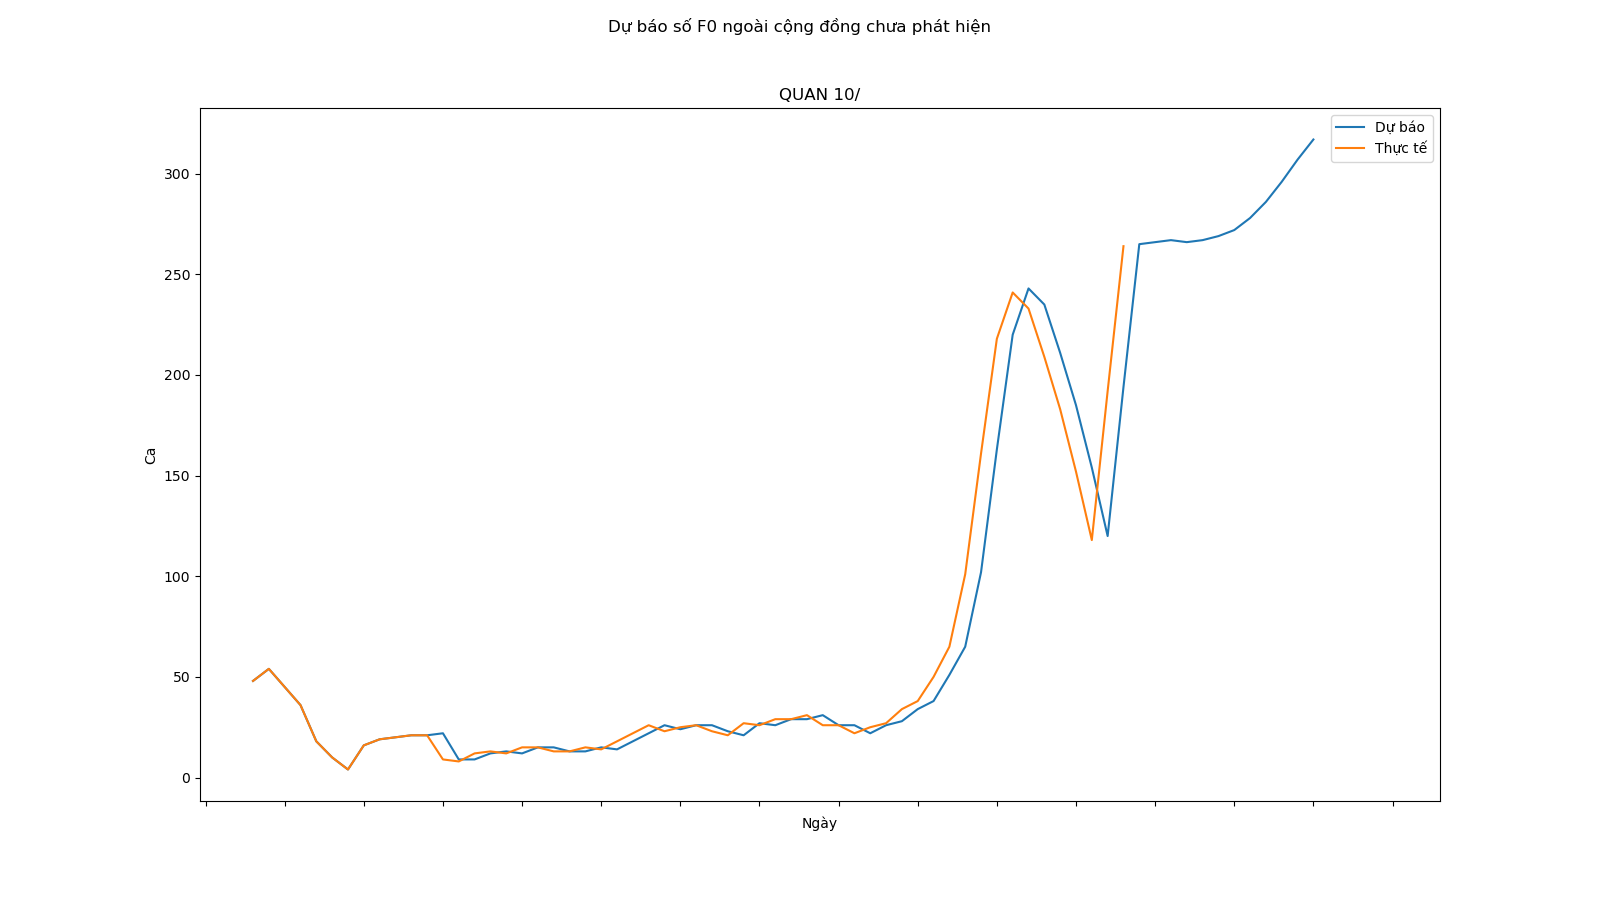 Dự báo số F0 ngoài cộng đồng chưa phát hiện
QUAN 10/
Dự báo
Thực tế
300
250
200
150
100
50
0
Ca
Ngày